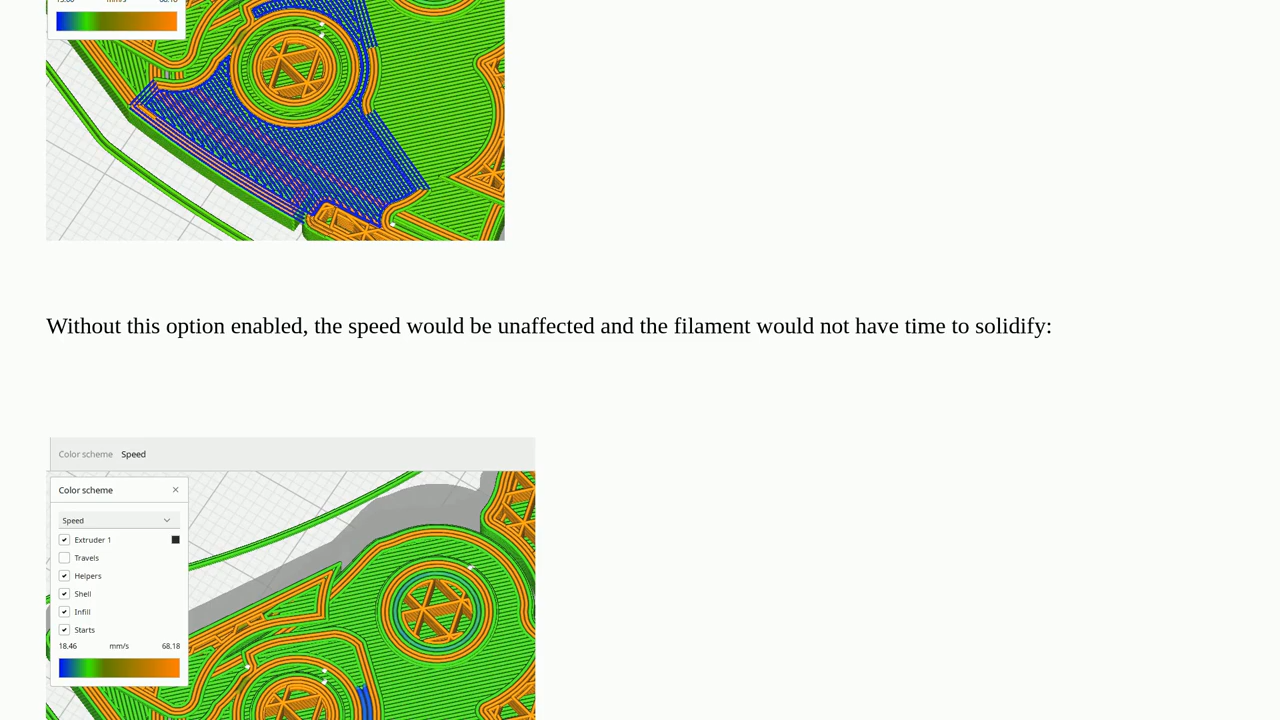 mm/s
Without this option enabled, the speed would be unaffected and the filament would not have time to solidify:
Color scheme Speed
Color scheme
Speed
Extruder 1
Travels
Helpers
Shell
Infill
Starts
18.46 mm/s 68.18